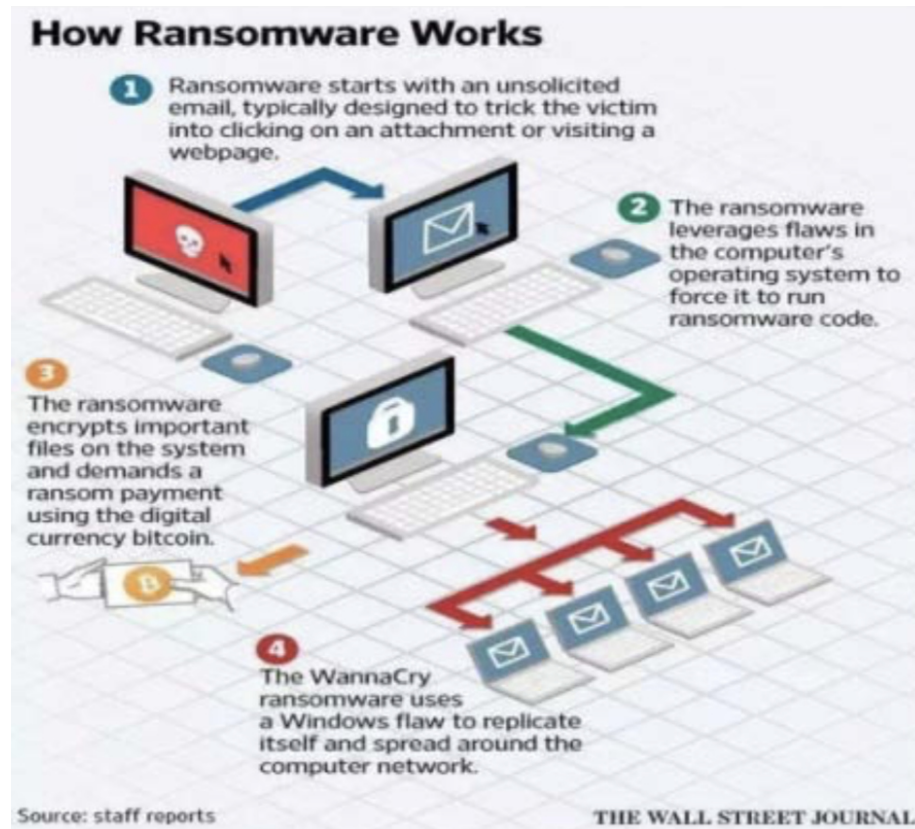 How Ransomware Works
1
Ransomware starts with an unsolicited
email, typically designed to trick the victim
into clicking on an attachment or visiting a
webpage.
2
The ransomware
leverages flaws in
the computer's
operating system to
force it to run
ransomware code.
3
The ransomware
encrypts important
files on the system
and demands a
ransom payment
using the digital
currency bitcoin.
4
The WannaCry
ransomware uses
a Windows flaw to replicate
itself and spread around the
computer network.
Source: staff reports
THE WALL STREET JOURNAL